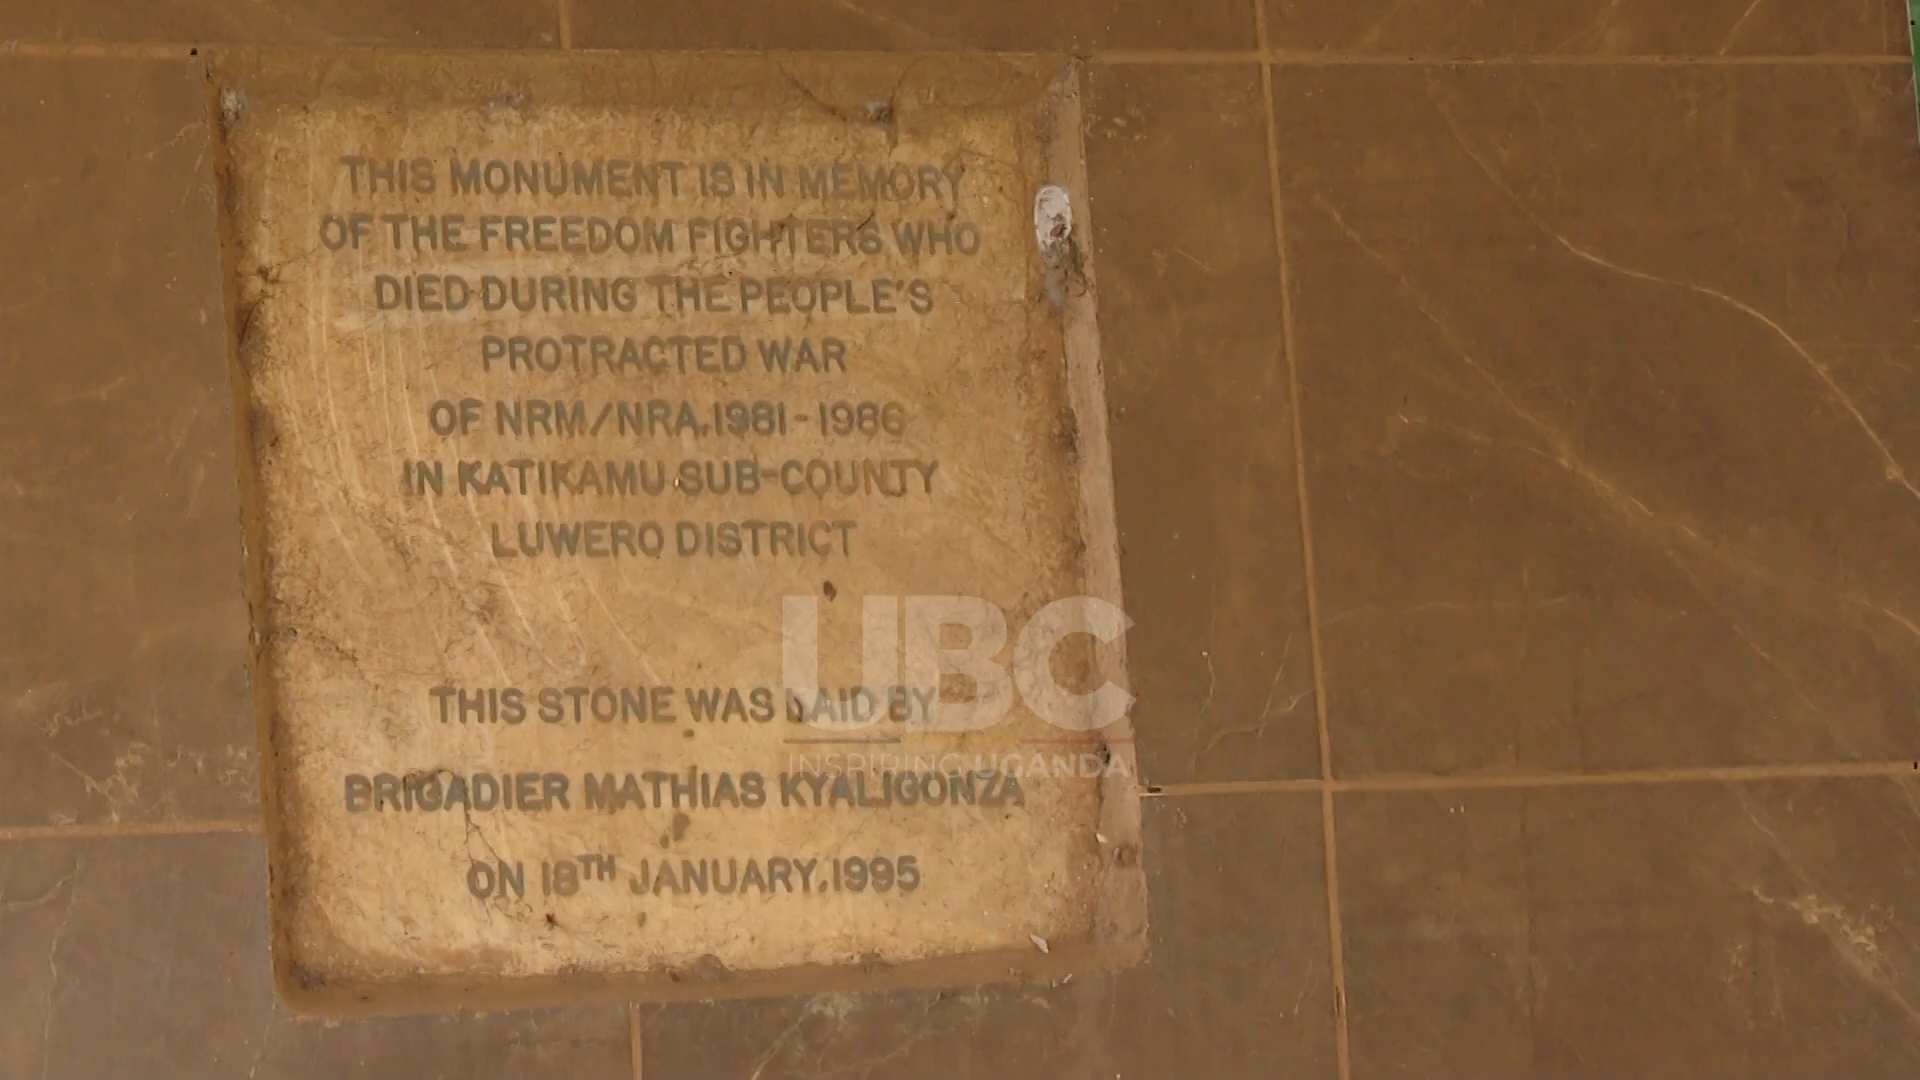 THIS MONUMENT IS IN MEMORY
OF THE FREEDOM FIGHTERS WHO
DIED DURING THE PEOPLE'S
PROTRACTED WAR
OF NRM/NRA.1981-1986
IN KATIKAMU SUB-COUNTY
LUWERO DISTRICT
THIS STONE WAS LAID BY
BRIGADIER MATHIAS KYALIGONZA
ON 18TH JANUARY.1995
UBC
INSPIRING UGANDA